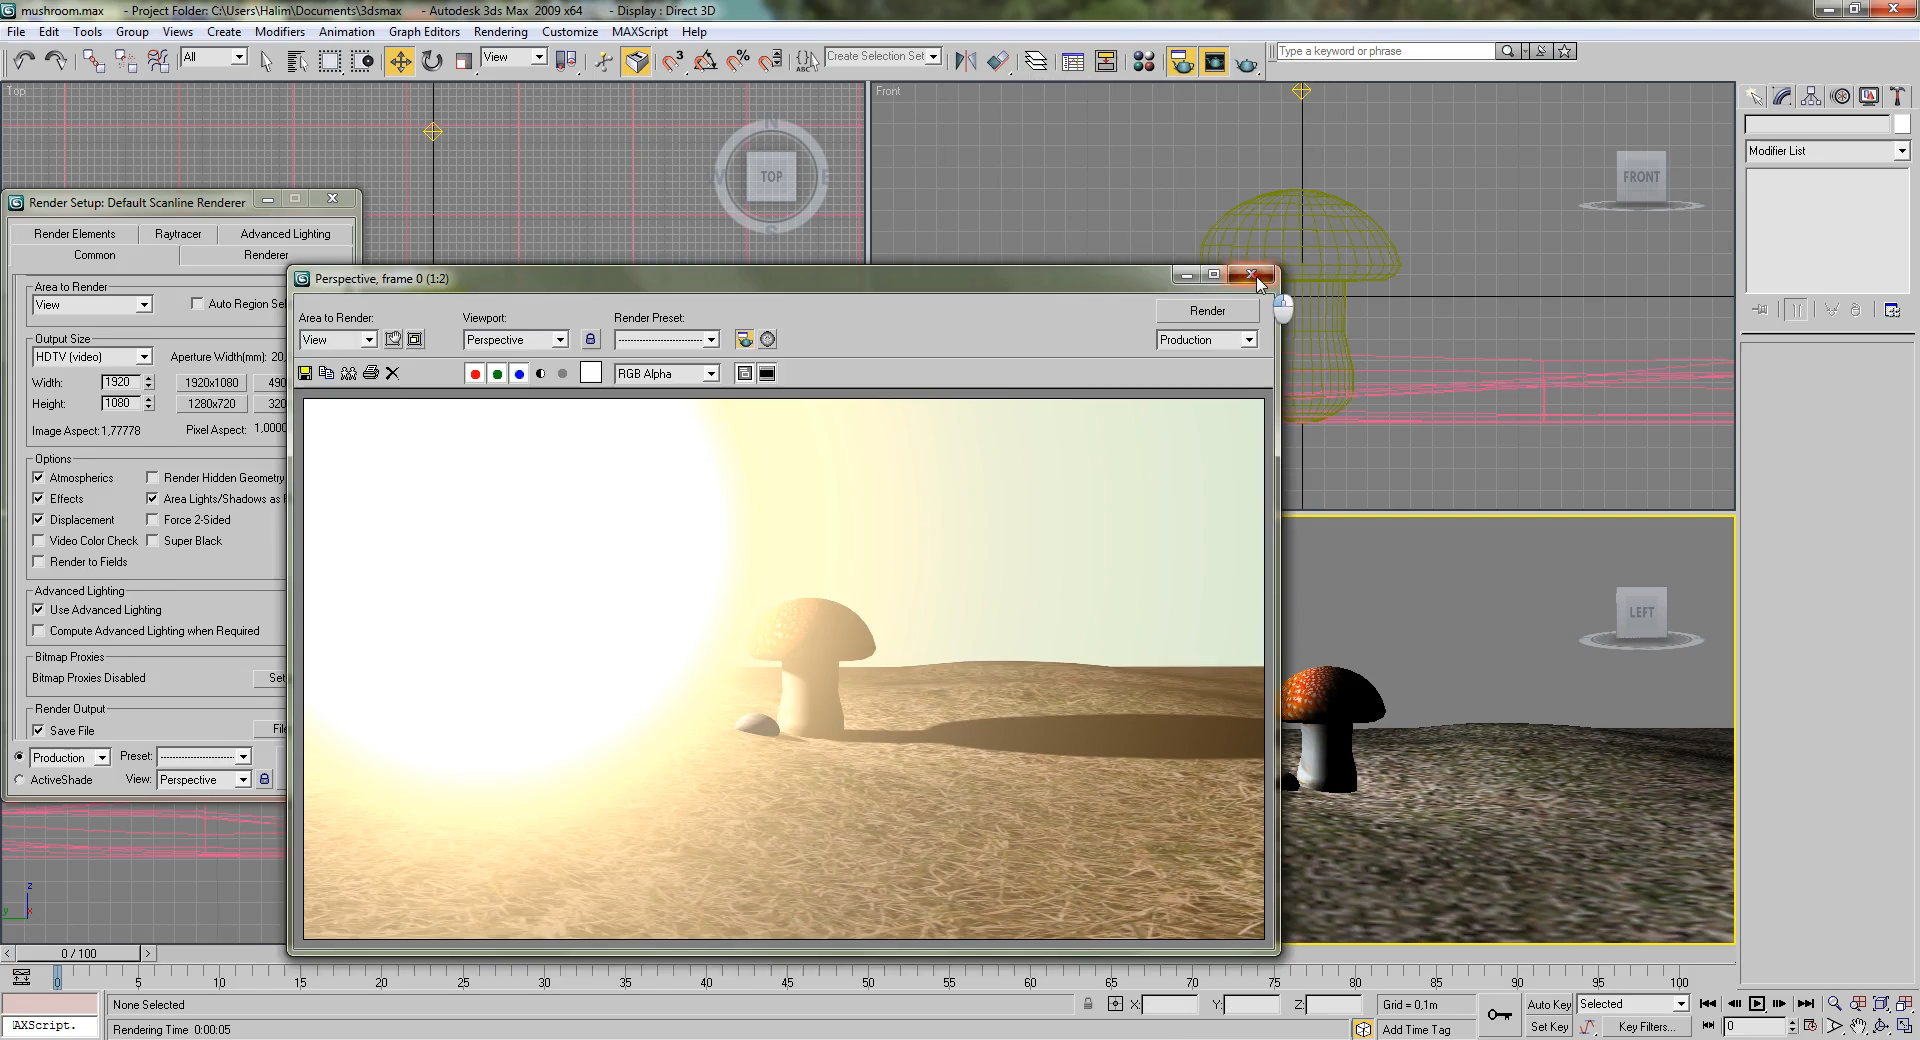 mushroom.max - Project Folder: C:\Users\Halim\Documents\3dsmax - Autodesk 3ds Max 2009 x64 - Display : Direct 3D
File Edit Tools Group Views Create Modifiers Animation Graph Editors Rendering Customize MAXScript Help
All View Create Selection Set Type a keyword or phrase
Top
Front
TOP
N
E
S
FRONT
Modifier List
Render Setup: Default Scanline Renderer
Render Elements Raytracer Advanced Lighting
Common Renderer
Area to Render
View Auto Region Sel
Output Size
HDTV (video) Aperture Width(mm): 20,
Width: 1920 1920x1080 490
Height: 1080 1280x720 320
Image Aspect: 1,77778 Pixel Aspect: 1,0000
Options
Atmospherics Render Hidden Geometry
Effects Area Lights/Shadows as
Displacement Force 2-Sided
Video Color Check Super Black
Render to Fields
Advanced Lighting
Use Advanced Lighting
Compute Advanced Lighting when Required
Bitmap Proxies
Bitmap Proxies Disabled Set
Render Output
Save File File
Production Preset:
ActiveShade View: Perspective
Perspective, frame 0 (1:2)
Area to Render: Viewport: Render Preset: Render
View Perspective Production
RGB Alpha
LEFT
z
y x
0 / 100
0 5 10 15 20 25 30 35 40 45 50 55 60 65 70 75 80 85 90 95 100
None Selected X: Y: Z: Grid = 0,1m Auto Key Selected
AXScript. Rendering Time 0:00:05 Add Time Tag Set Key Key Filters... 0